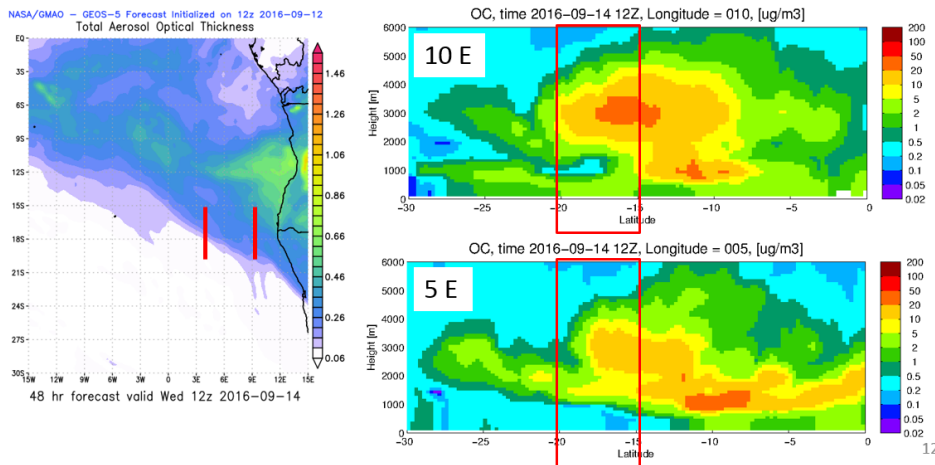 NASA/GMAO - GEOS-5 Forecast Initialized on 12z 2016-09-12
Total Aerosol Optical Thickness
EQ
3S
6S
9S
12S
15S
18S
21S
24S
27S
30S
15W 12W 9W 6W 3W 0 3E 6E 9E 12E 15E
1.46
1.26
1.06
0.86
0.66
0.46
0.26
0.06
48 hr forecast valid Wed 12z 2016-09-14
OC, time 2016-09-14 12Z, Longitude = 010, [ug/m3]
10 E
Height [m]
6000
5000
4000
3000
2000
1000
0
-30 -25 -20 -15 -10 -5 0
Latitude
200
100
50
20
10
5
2
1
0.5
0.2
0.1
0.05
0.02
OC, time 2016-09-14 12Z, Longitude = 005, [ug/m3]
5 E
Height [m]
6000
5000
4000
3000
2000
1000
0
-30 -25 -20 -15 -10 -5 0
Latitude
200
100
50
20
10
5
2
1
0.5
0.2
0.1
0.05
0.02
12